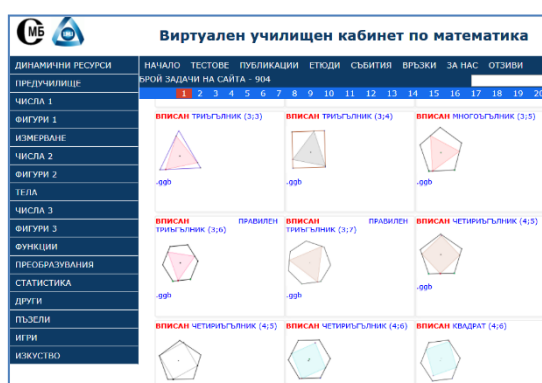 СМБ
Виртуален училищен кабинет по математика
ДИНАМИЧНИ РЕСУРСИ
ПРЕДУЧИЛИЩЕ
ЧИСЛА 1
ФИГУРИ 1
ИЗМЕРВАНЕ
ЧИСЛА 2
ФИГУРИ 2
ТЕЛА
ЧИСЛА 3
ФИГУРИ 3
ФУНКЦИИ
ПРЕОБРАЗУВАНИЯ
СТАТИСТИКА
ДРУГИ
ПЪЗЕЛИ
ИГРИ
ИЗКУСТВО
НАЧАЛО ТЕСТОВЕ ПУБЛИКАЦИИ ЕТЮДИ СЪБИТИЯ ВРЪЗКИ ЗА НАС ОТЗИВИ
БРОЙ ЗАДАЧИ НА САЙТА - 904
1 2 3 4 5 6 7 8 9 10 11 12 13 14 15 16 17 18 19 20
ВПИСАН ТРИЪГЪЛНИК (3;3)
.ggb
ВПИСАН ТРИЪГЪЛНИК (3;4)
.ggb
ВПИСАН МНОГОЪГЪЛНИК (3;5)
.ggb
ВПИСАН ПРАВИЛЕН
ТРИЪГЪЛНИК (3;6)
.ggb
ВПИСАН ПРАВИЛЕН
ТРИЪГЪЛНИК (3;7)
.ggb
ВПИСАН ЧЕТИРИЪГЪЛНИК (4;5)
.ggb
ВПИСАН ЧЕТИРИЪГЪЛНИК (4;5)
ВПИСАН ЧЕТИРИЪГЪЛНИК (4;6)
ВПИСАН КВАДРАТ (4;6)